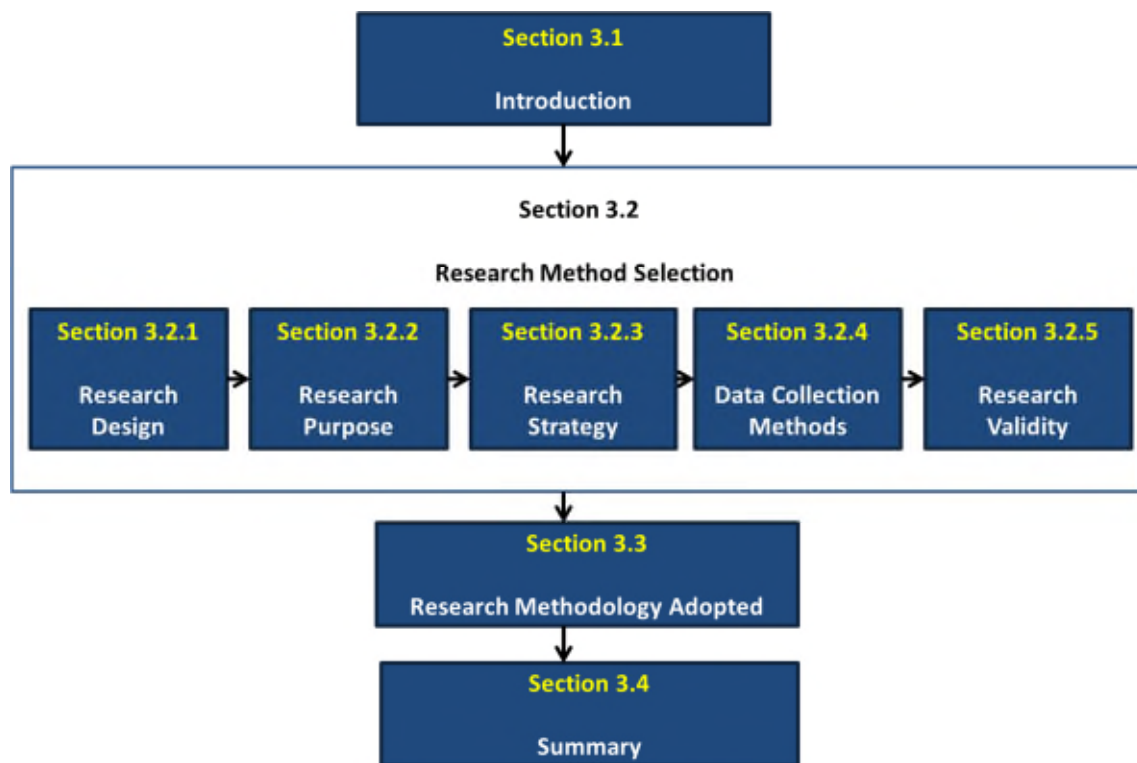 Section 3.1
Introduction
Section 3.2
Research Method Selection
Section 3.2.1
Research
Design
Section 3.2.2
Research
Purpose
Section 3.2.3
Research
Strategy
Section 3.2.4
Data Collection
Methods
Section 3.2.5
Research
Validity
Section 3.3
Research Methodology Adopted
Section 3.4
Summary